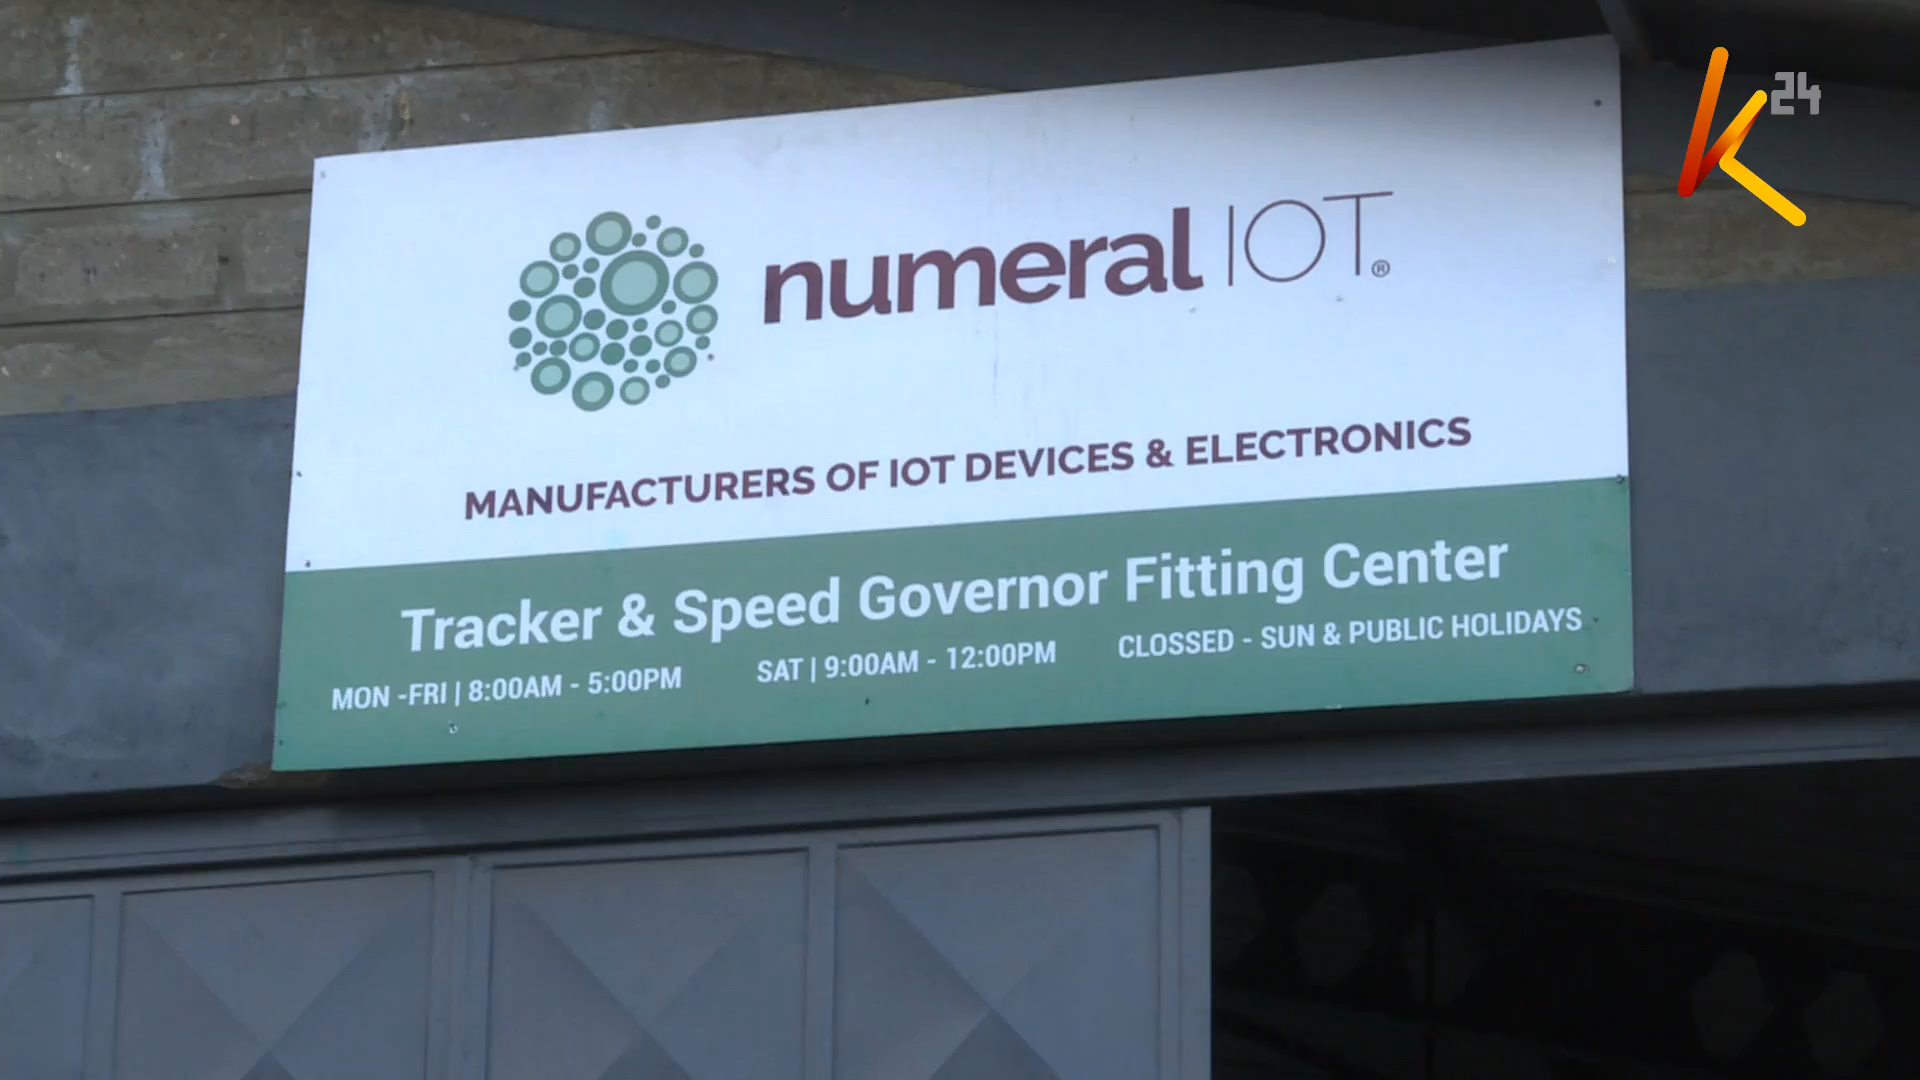 K24
numeral IOT®
MANUFACTURERS OF IOT DEVICES & ELECTRONICS
Tracker & Speed Governor Fitting Center
MON -FRI | 8:00AM - 5:00PM SAT | 9:00AM - 12:00PM CLOSSED - SUN & PUBLIC HOLIDAYS